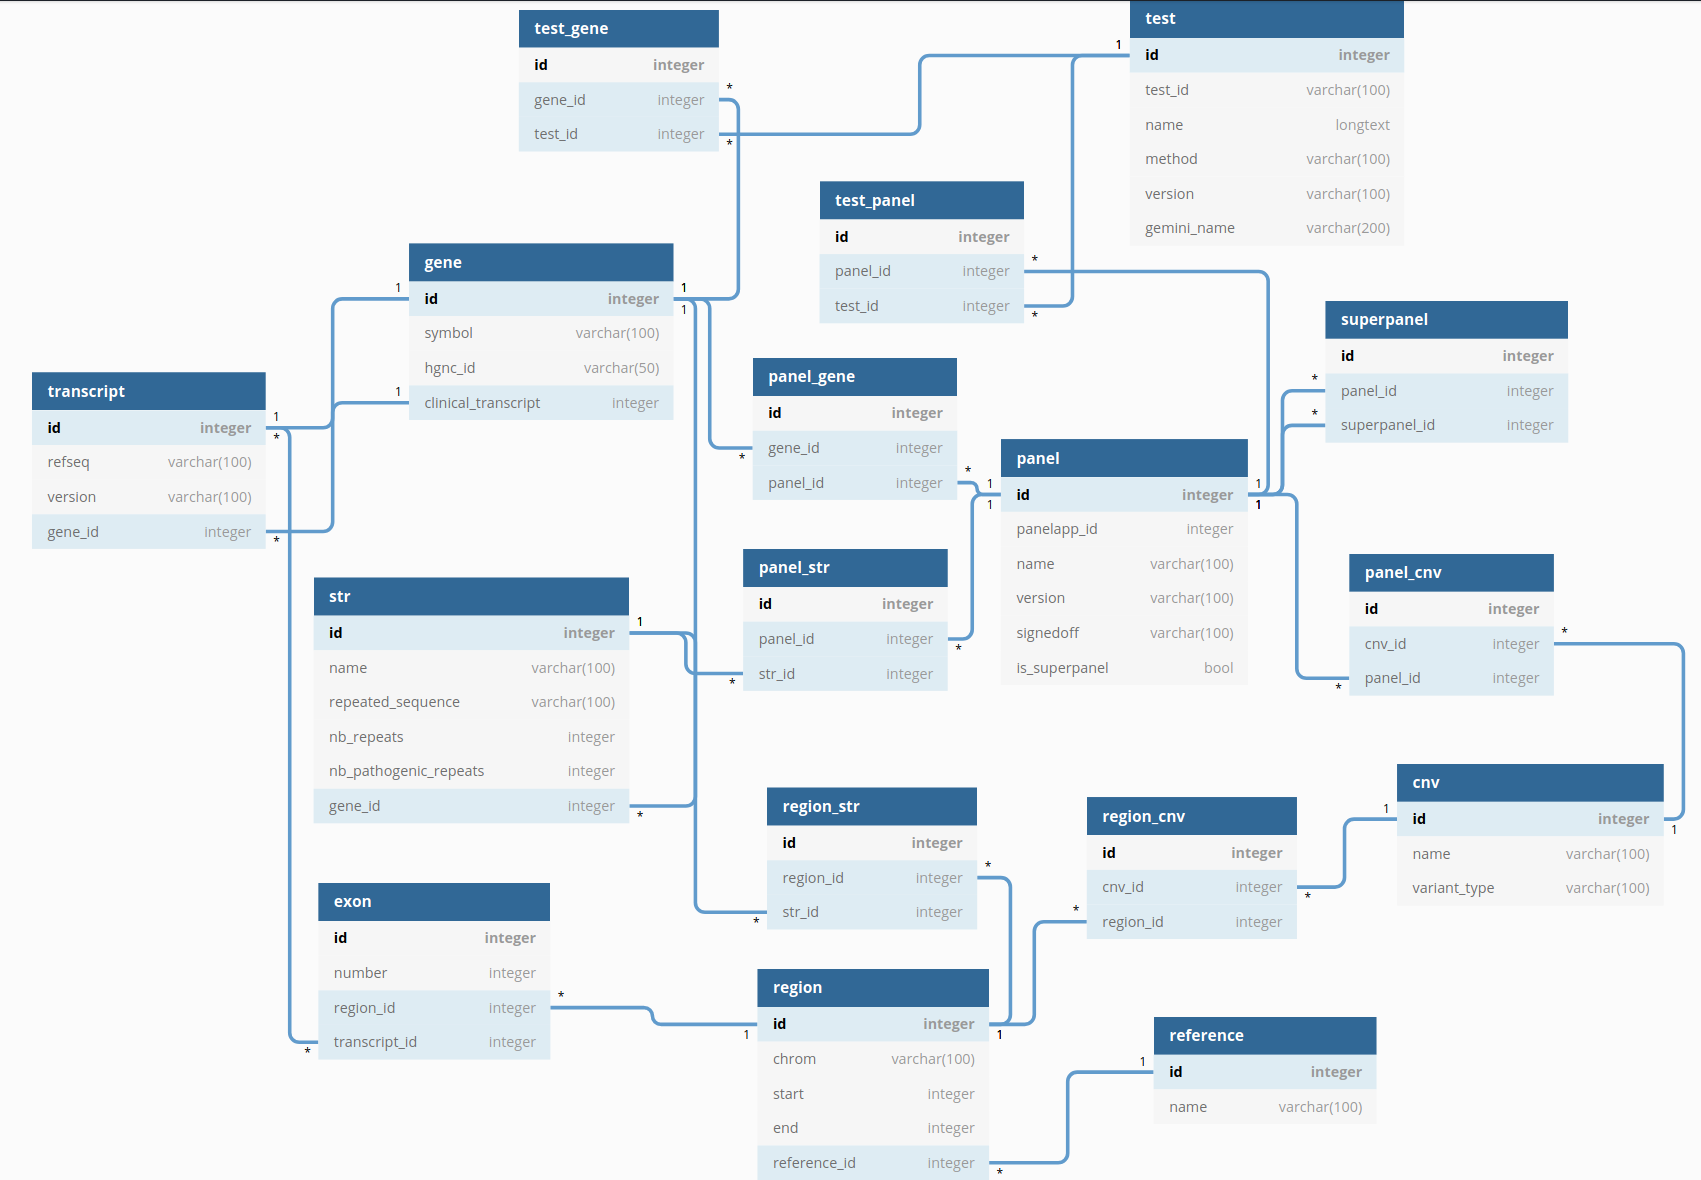 test_gene
id integer
gene_id integer
test_id integer
test
id integer
test_id varchar(100)
name longtext
method varchar(100)
version varchar(100)
gemini_name varchar(200)
test_panel
id integer
panel_id integer
test_id integer
gene
id integer
symbol varchar(100)
hgnc_id varchar(50)
clinical_transcript integer
superpanel
id integer
panel_id integer
superpanel_id integer
panel_gene
id integer
gene_id integer
panel_id integer
transcript
id integer
refseq varchar(100)
version varchar(100)
gene_id integer
panel
id integer
panelapp_id integer
name varchar(100)
version varchar(100)
signedoff varchar(100)
is_superpanel bool
panel_str
id integer
panel_id integer
str_id integer
panel_cnv
id integer
cnv_id integer
panel_id integer
str
id integer
name varchar(100)
repeated_sequence varchar(100)
nb_repeats integer
nb_pathogenic_repeats integer
gene_id integer
cnv
id integer
name varchar(100)
variant_type varchar(100)
region_str
id integer
region_id integer
str_id integer
region_cnv
id integer
cnv_id integer
region_id integer
exon
id integer
number integer
region_id integer
transcript_id integer
region
id integer
chrom varchar(100)
start integer
end integer
reference_id integer
reference
id integer
name varchar(100)